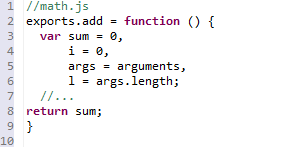 1 //math.js
2 exports.add = function () {
3   var sum = 0,
4       i = 0,
5       args = arguments,
6       l = args.length;
7   //...
8 return sum;
9 }
10